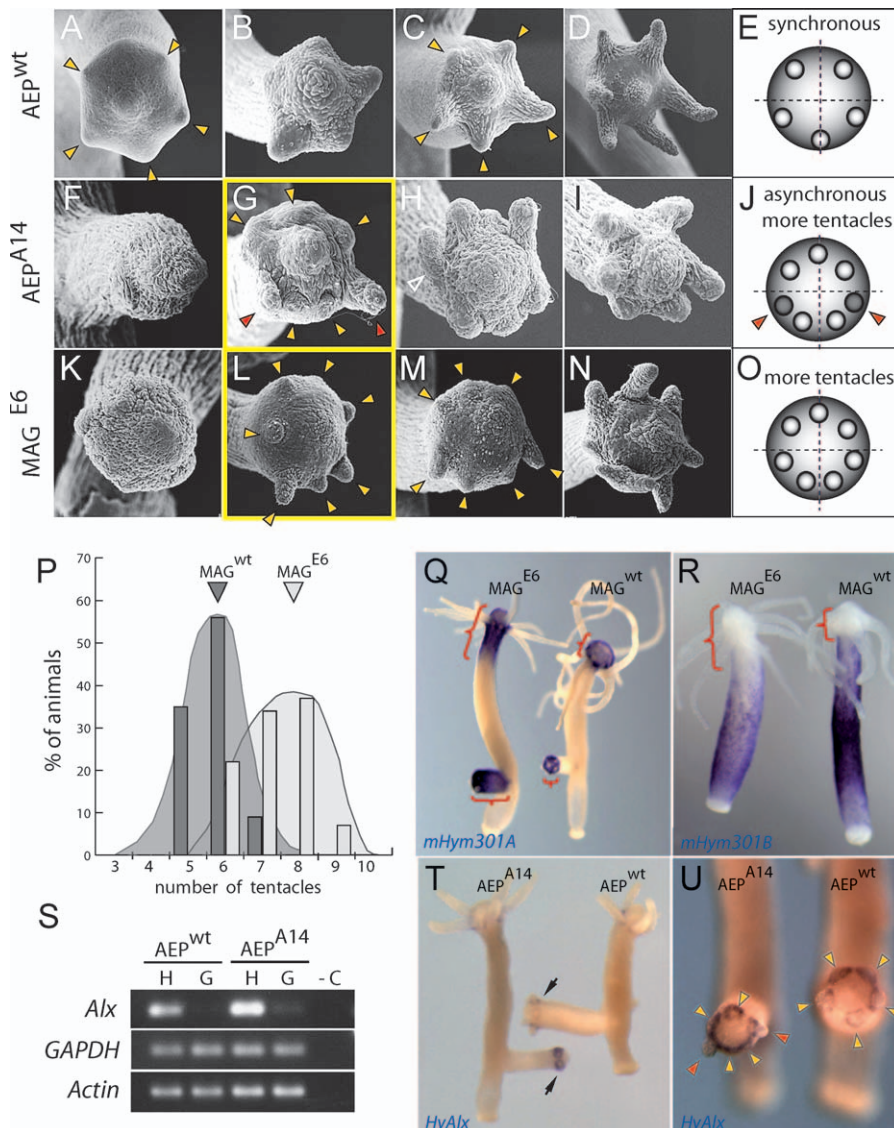 A
B
C
D
E
synchronous
AEP wt
F
G
H
I
J
asynchronous
more tentacles
AEP A14
K
L
M
N
O
more tentacles
MAG E6
P
MAG wt
MAG E6
70
60
50
40
30
20
10
0
% of animals
3 4 5 6 7 8 9 10
number of tentacles
Q
MAG E6
MAG wt
mHym301A
R
MAG E6
MAG wt
mHym301B
S
AEP wt
AEP A14
H G H G - C
Alx
GAPDH
Actin
T
AEP A14
AEP wt
HvAlx
U
AEP A14
AEP wt
HvAlx